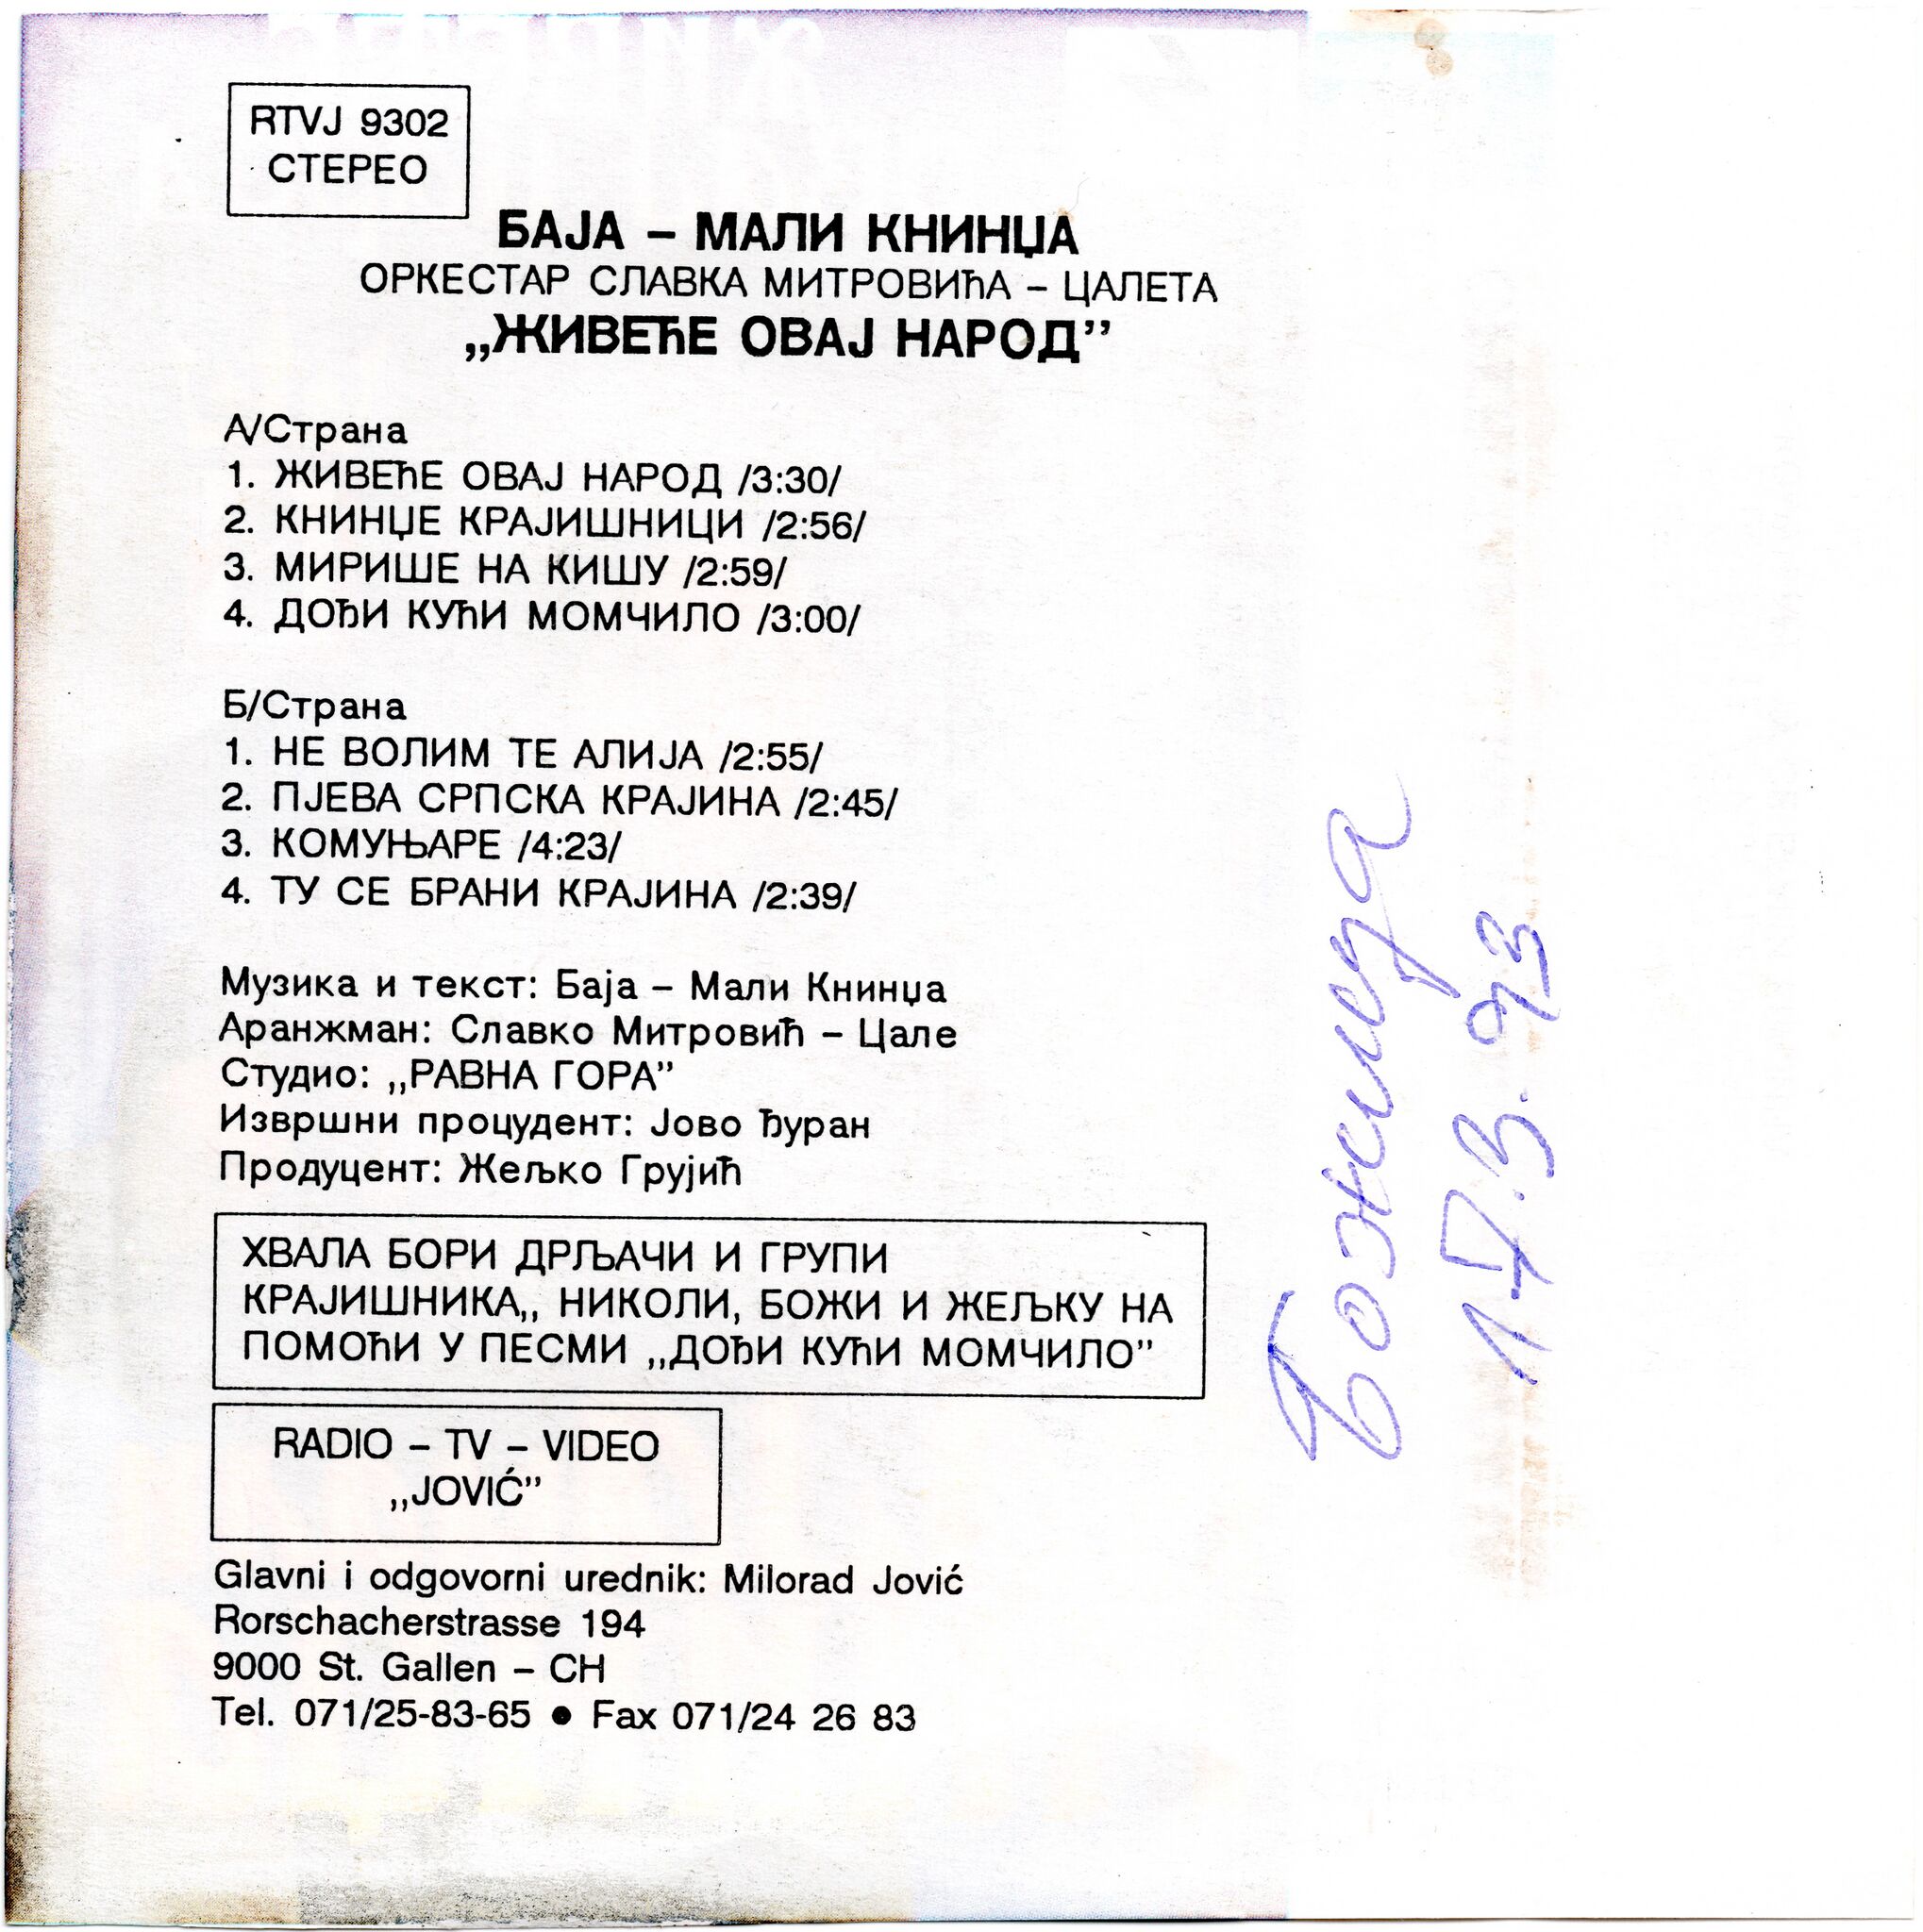 RTVJ 9302
СТЕРЕО
БАЈА – МАЛИ КНИНЏА
ОРКЕСТАР СЛАВКА МИТРОВИЋА – ЦАЛЕТА
„ЖИВЕЋЕ ОВАЈ НАРОД”
А/Страна
1. ЖИВЕЋЕ ОВАЈ НАРОД /3:30/
2. КНИНЏЕ КРАЈИШНИЦИ /2:56/
3. МИРИШЕ НА КИШУ /2:59/
4. ДОЂИ КУЋИ МОМЧИЛО /3:00/
Б/Страна
1. НЕ ВОЛИМ ТЕ АЛИЈА /2:55/
2. ПЈЕВА СРПСКА КРАЈИНА /2:45/
3. КОМУЊАРЕ /4:23/
4. ТУ СЕ БРАНИ КРАЈИНА /2:39/
Музика и текст: Баја – Мали Книнџа
Аранжман: Славко Митровић – Цале
Студио: „РАВНА ГОРА”
Извршни процудент: Јово Ђуран
Продуцент: Жељко Грујић
ХВАЛА БОРИ ДРЉАЧИ И ГРУПИ
КРАЈИШНИКА,, НИКОЛИ, БОЖИ И ЖЕЉКУ НА
ПОМОЋИ У ПЕСМИ „ДОЂИ КУЋИ МОМЧИЛО”
RADIO – TV – VIDEO
„JOVIĆ”
Glavni i odgovorni urednik: Milorad Jović
Rorschacherstrasse 194
9000 St. Gallen – CH
Tel. 071/25-83-65 ● Fax 071/24 26 83
Божица